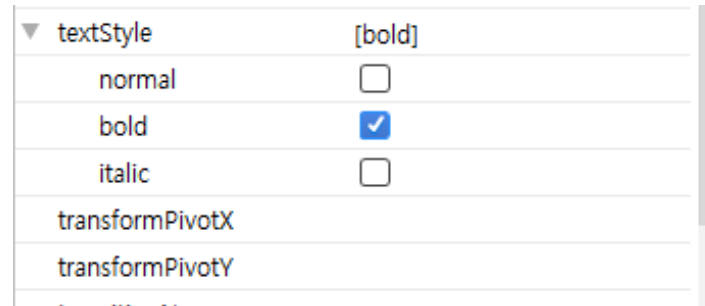 textStyle [bold]
normal
bold
italic
transformPivotX
transformPivotY